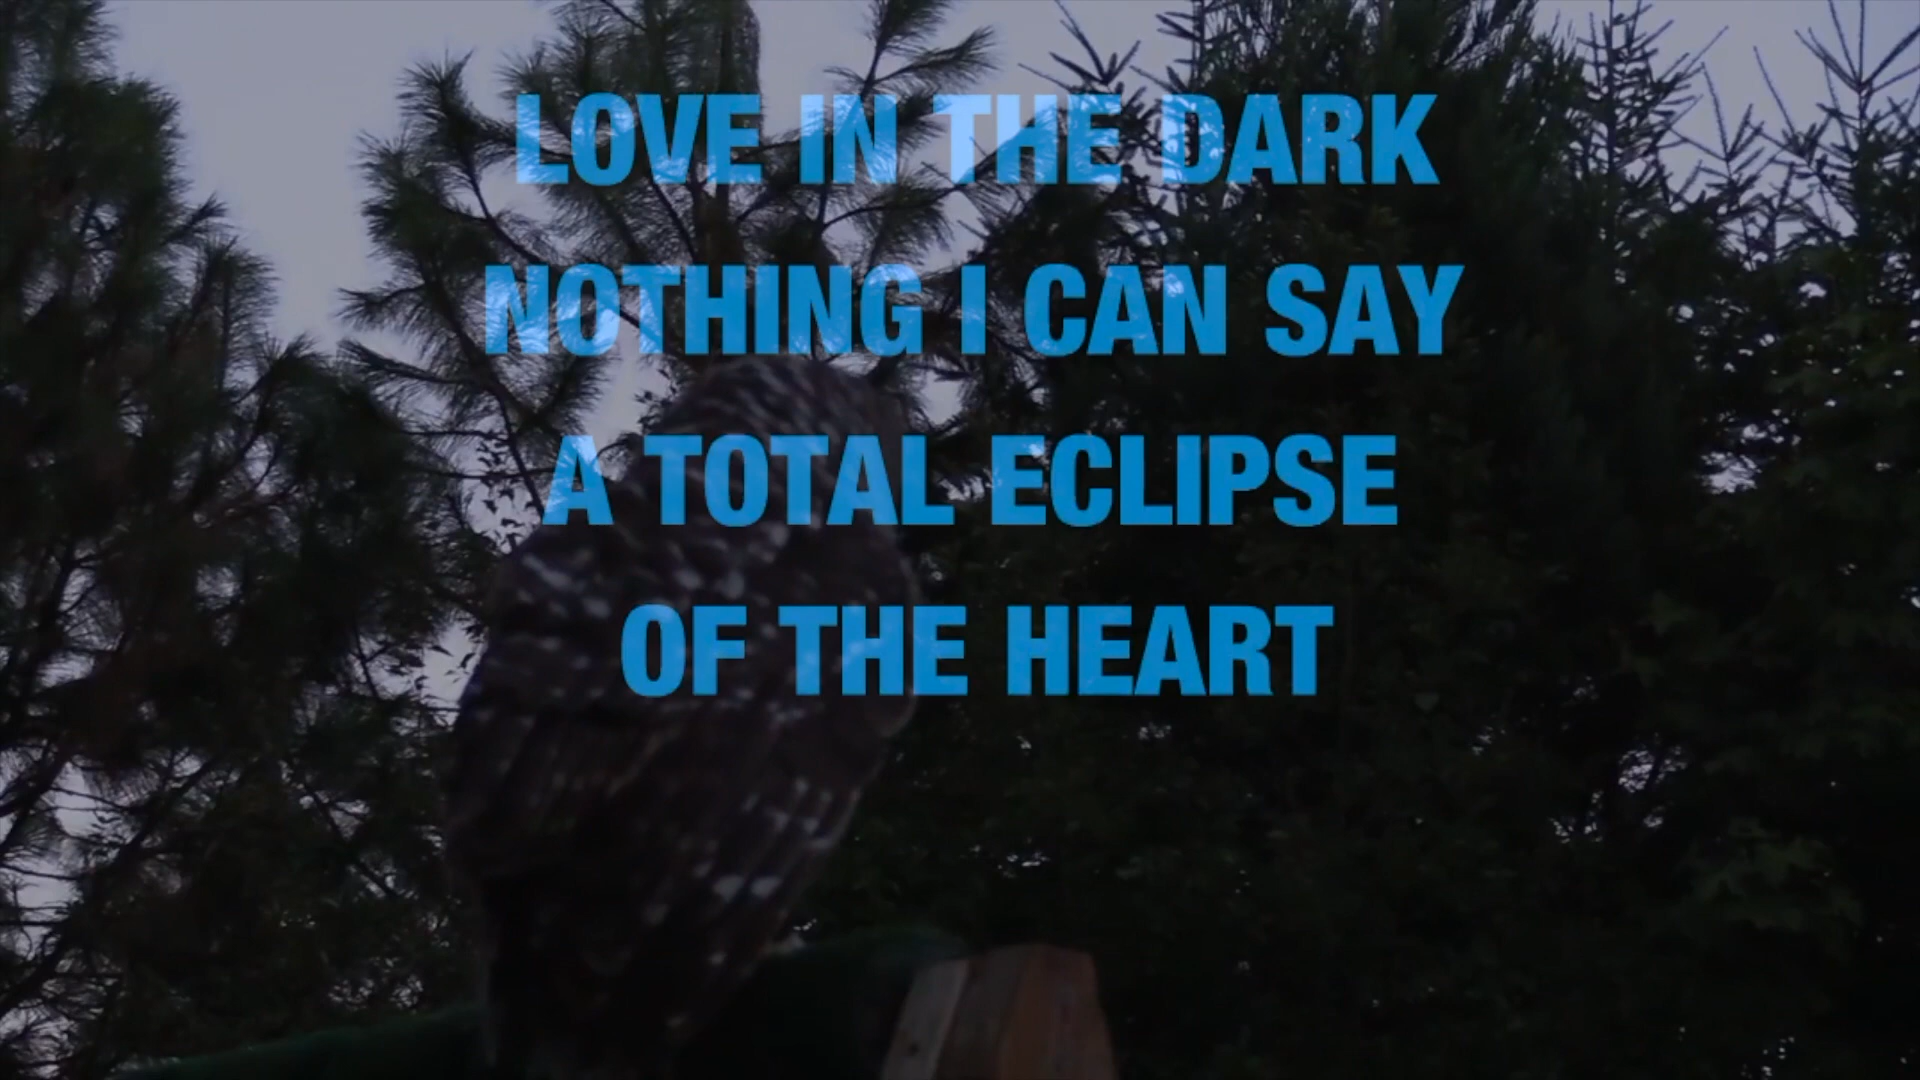 LOVE IN THE DARK
NOTHING I CAN SAY
A TOTAL ECLIPSE
OF THE HEART